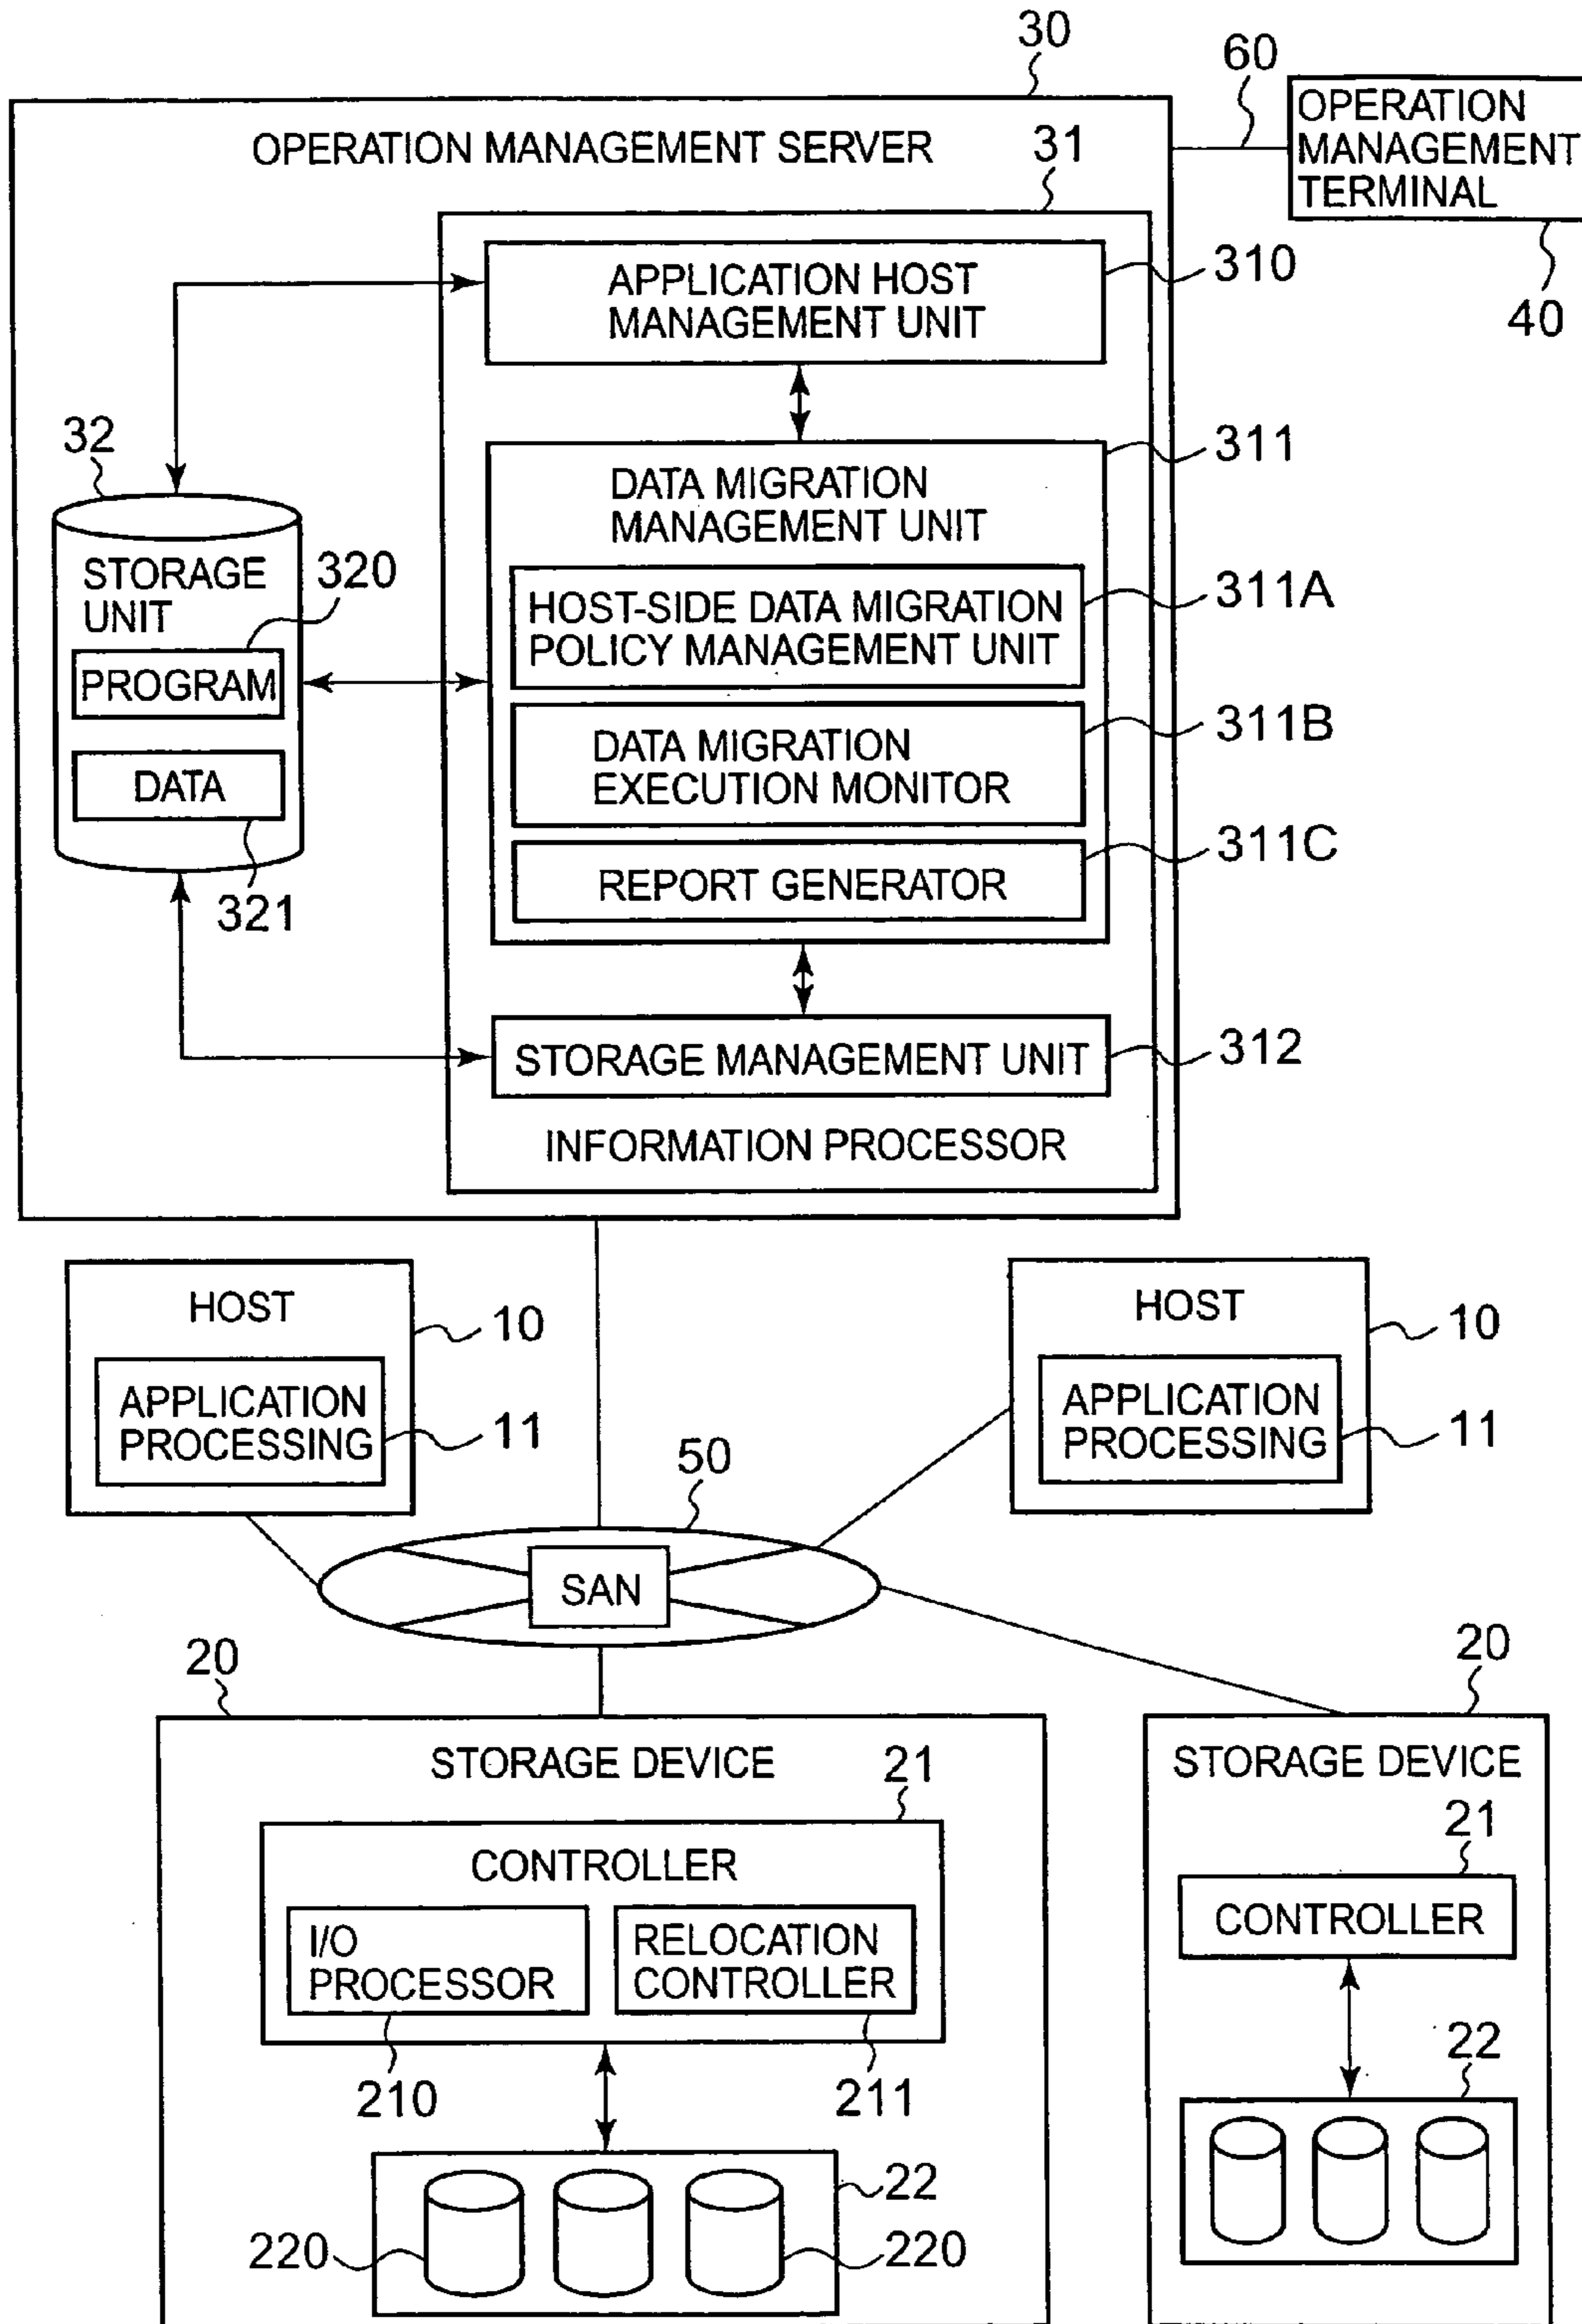 30
60
OPERATION
MANAGEMENT
TERMINAL
40
OPERATION MANAGEMENT SERVER
31
APPLICATION HOST
MANAGEMENT UNIT
310
32
STORAGE
UNIT
320
PROGRAM
DATA
321
DATA MIGRATION
MANAGEMENT UNIT
311
HOST-SIDE DATA MIGRATION
POLICY MANAGEMENT UNIT
311A
DATA MIGRATION
EXECUTION MONITOR
311B
REPORT GENERATOR
311C
STORAGE MANAGEMENT UNIT
312
INFORMATION PROCESSOR
HOST
10
APPLICATION
PROCESSING
11
HOST
10
APPLICATION
PROCESSING
11
50
SAN
20
STORAGE DEVICE
21
CONTROLLER
I/O
PROCESSOR
RELOCATION
CONTROLLER
210
211
22
220
220
20
STORAGE DEVICE
21
CONTROLLER
22